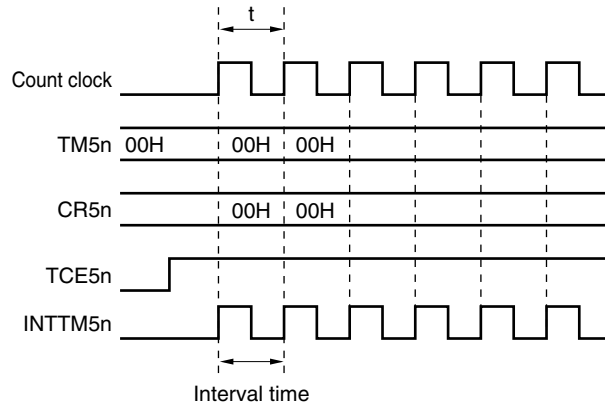 t
Count clock
TM5n 00H 00H 00H
CR5n 00H 00H
TCE5n
INTTM5n
Interval time